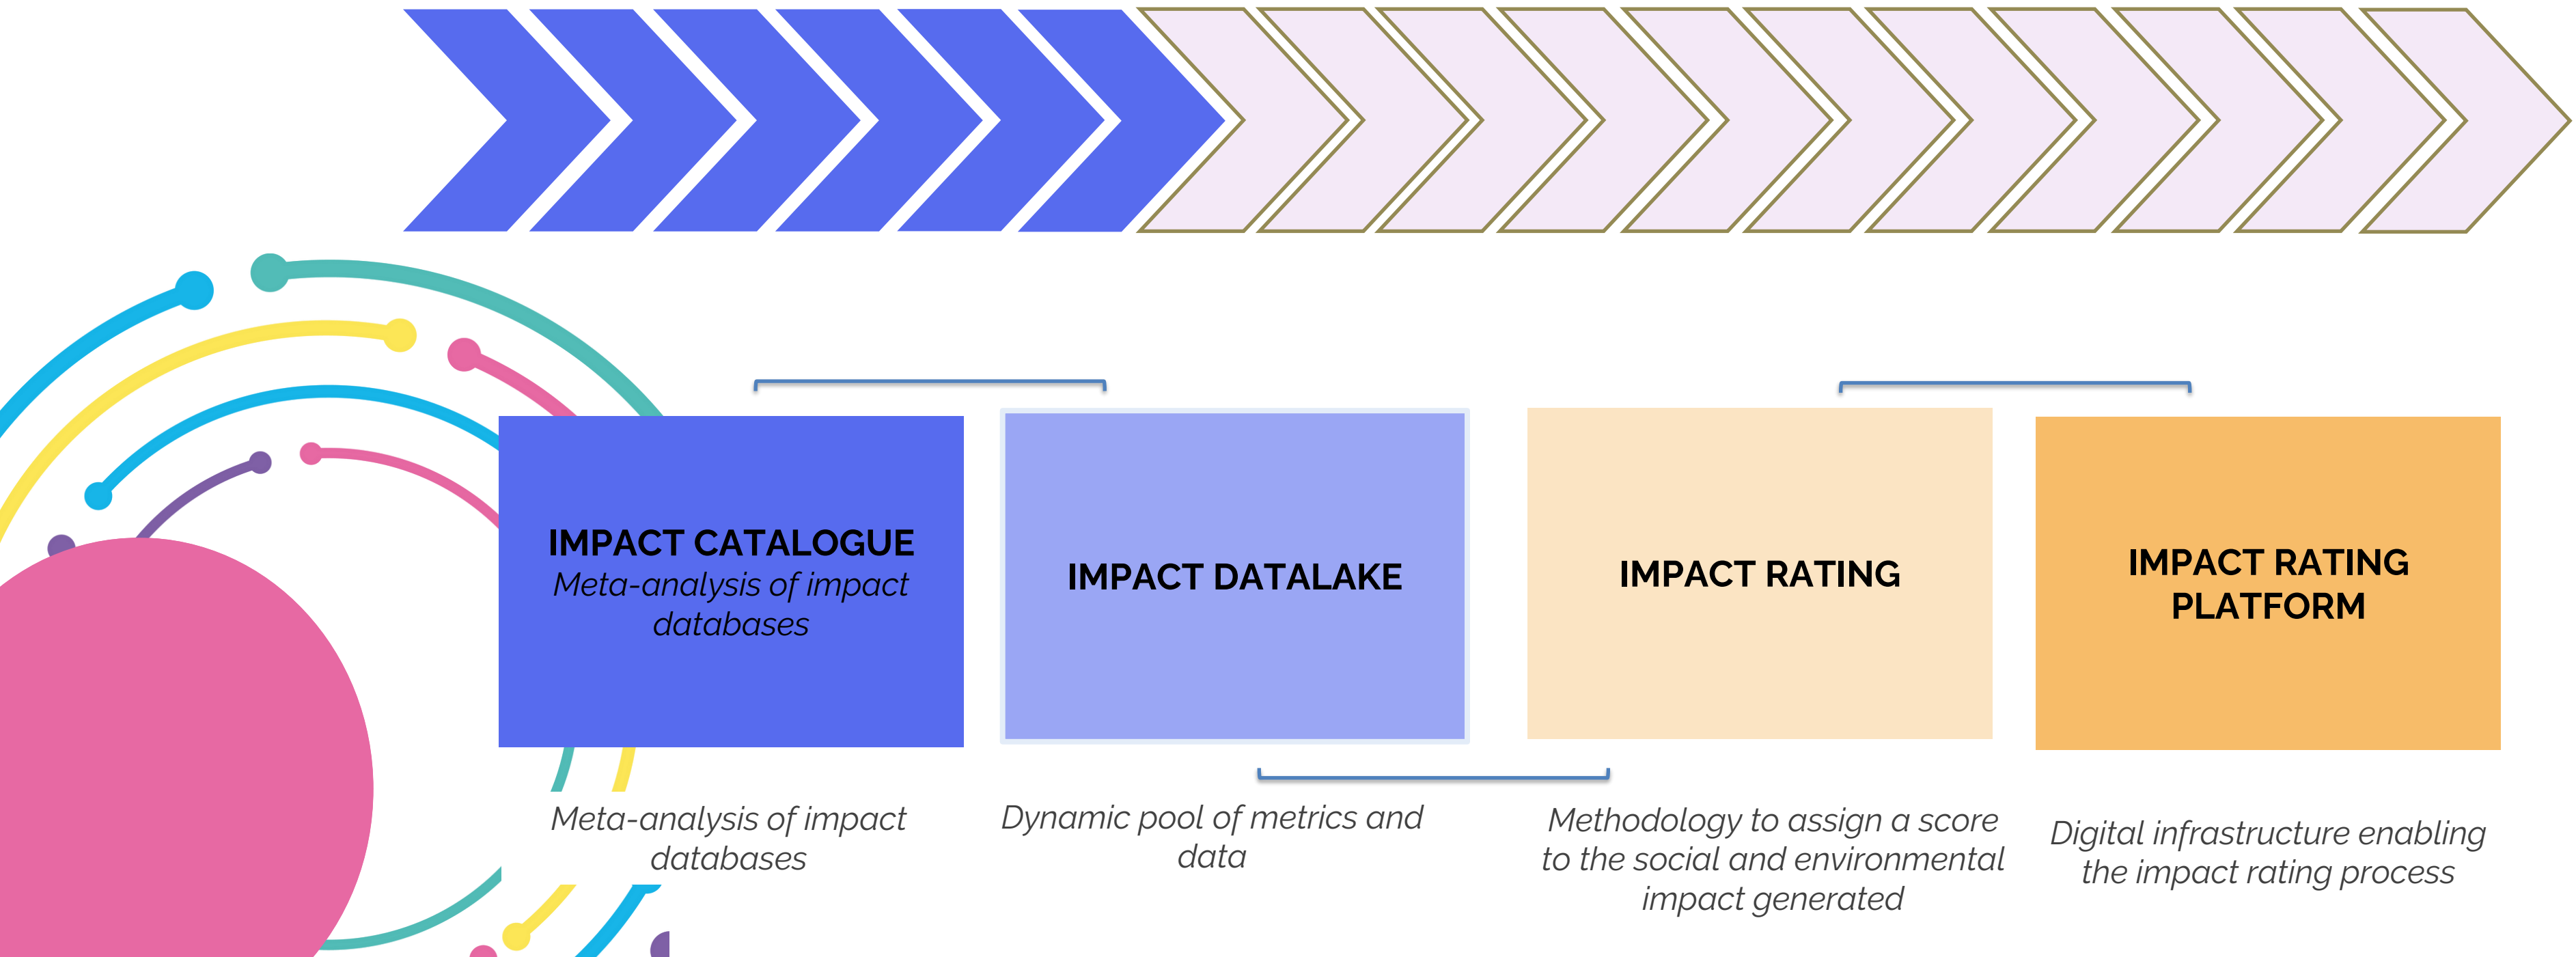 IMPACT CATALOGUE
Meta-analysis of impact
databases
IMPACT DATALAKE
IMPACT RATING
IMPACT RATING
PLATFORM
Meta-analysis of impact
databases
Dynamic pool of metrics and
data
Methodology to assign a score
to the social and environmental
impact generated
Digital infrastructure enabling
the impact rating process